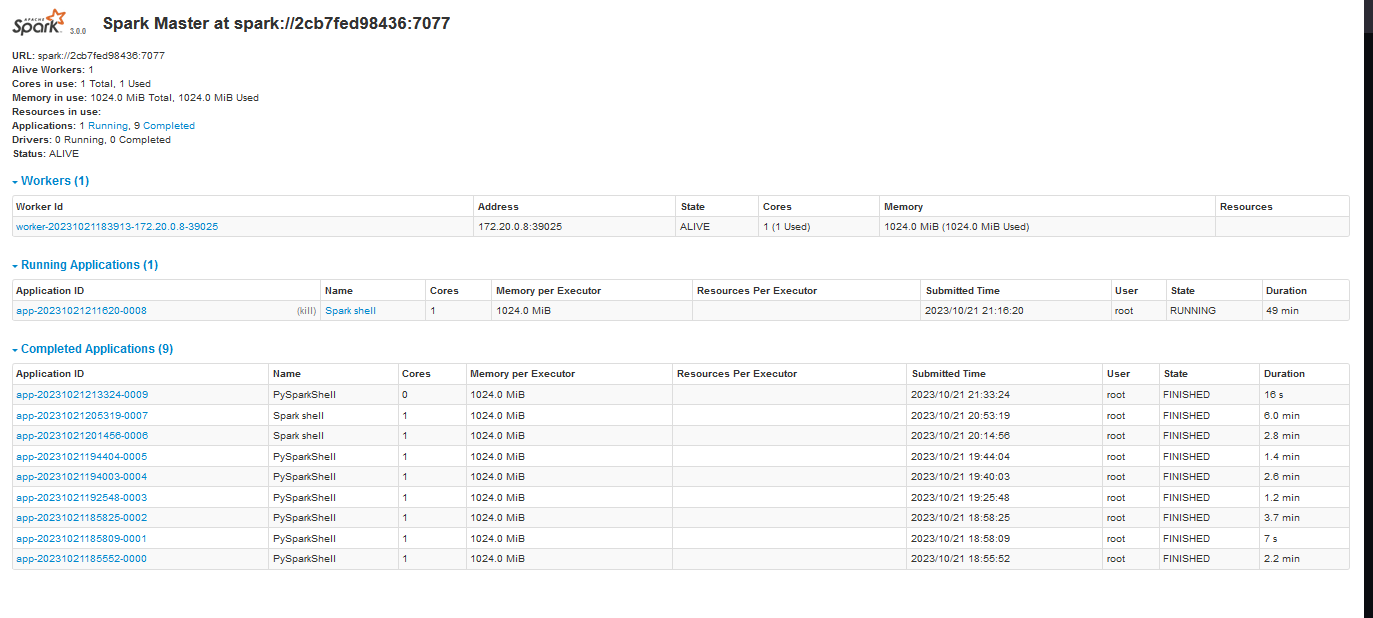 APACHE
Spark 3.0.0 Spark Master at spark://2cb7fed98436:7077
URL: spark://2cb7fed98436:7077
Alive Workers: 1
Cores in use: 1 Total, 1 Used
Memory in use: 1024.0 MiB Total, 1024.0 MiB Used
Resources in use:
Applications: 1 Running, 9 Completed
Drivers: 0 Running, 0 Completed
Status: ALIVE
Workers (1)
Worker Id Address State Cores Memory Resources
worker-20231021183913-172.20.0.8-39025 172.20.0.8:39025 ALIVE 1 (1 Used) 1024.0 MiB (1024.0 MiB Used)
Running Applications (1)
Application ID Name Cores Memory per Executor Resources Per Executor Submitted Time User State Duration
app-20231021211620-0008 (kill) Spark shell 1 1024.0 MiB 2023/10/21 21:16:20 root RUNNING 49 min
Completed Applications (9)
Application ID Name Cores Memory per Executor Resources Per Executor Submitted Time User State Duration
app-20231021213324-0009 PySparkShell 0 1024.0 MiB 2023/10/21 21:33:24 root FINISHED 16 s
app-20231021205319-0007 Spark shell 1 1024.0 MiB 2023/10/21 20:53:19 root FINISHED 6.0 min
app-20231021201456-0006 Spark shell 1 1024.0 MiB 2023/10/21 20:14:56 root FINISHED 2.8 min
app-20231021194404-0005 PySparkShell 1 1024.0 MiB 2023/10/21 19:44:04 root FINISHED 1.4 min
app-20231021194003-0004 PySparkShell 1 1024.0 MiB 2023/10/21 19:40:03 root FINISHED 2.6 min
app-20231021192548-0003 PySparkShell 1 1024.0 MiB 2023/10/21 19:25:48 root FINISHED 1.2 min
app-20231021185825-0002 PySparkShell 1 1024.0 MiB 2023/10/21 18:58:25 root FINISHED 3.7 min
app-20231021185809-0001 PySparkShell 1 1024.0 MiB 2023/10/21 18:58:09 root FINISHED 7 s
app-20231021185552-0000 PySparkShell 1 1024.0 MiB 2023/10/21 18:55:52 root FINISHED 2.2 min